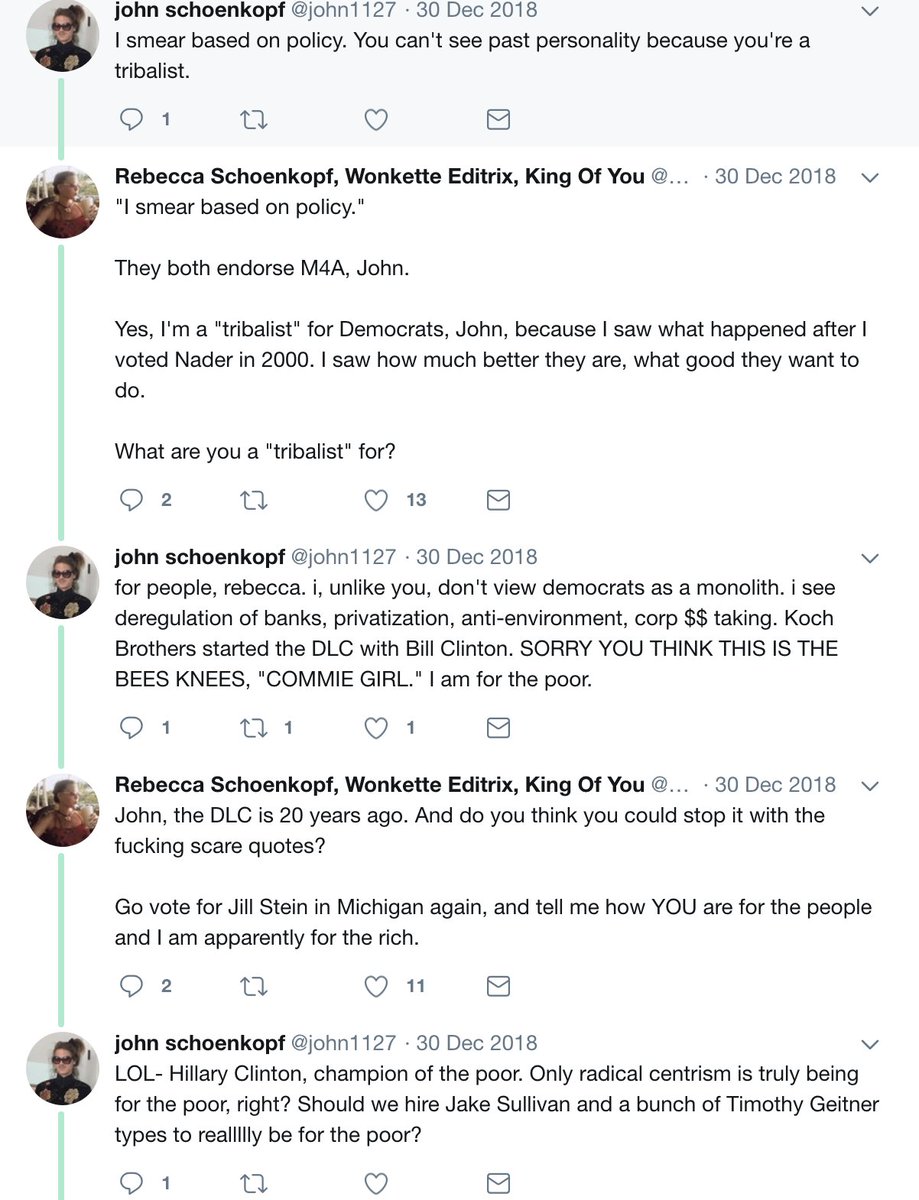 john schoenkopf @john1127 · 30 Dec 2018
I smear based on policy. You can't see past personality because you're a
tribalist.
1
Rebecca Schoenkopf, Wonkette Editrix, King Of You @... · 30 Dec 2018
"I smear based on policy."
They both endorse M4A, John.
Yes, I'm a "tribalist" for Democrats, John, because I saw what happened after I
voted Nader in 2000. I saw how much better they are, what good they want to
do.
What are you a "tribalist" for?
2 13
john schoenkopf @john1127 · 30 Dec 2018
for people, rebecca. i, unlike you, don't view democrats as a monolith. i see
deregulation of banks, privatization, anti-environment, corp $$ taking. Koch
Brothers started the DLC with Bill Clinton. SORRY YOU THINK THIS IS THE
BEES KNEES, "COMMIE GIRL." I am for the poor.
1 1 1
Rebecca Schoenkopf, Wonkette Editrix, King Of You @... · 30 Dec 2018
John, the DLC is 20 years ago. And do you think you could stop it with the
fucking scare quotes?
Go vote for Jill Stein in Michigan again, and tell me how YOU are for the people
and I am apparently for the rich.
2 11
john schoenkopf @john1127 · 30 Dec 2018
LOL- Hillary Clinton, champion of the poor. Only radical centrism is truly being
for the poor, right? Should we hire Jake Sullivan and a bunch of Timothy Geitner
types to reallllly be for the poor?
1